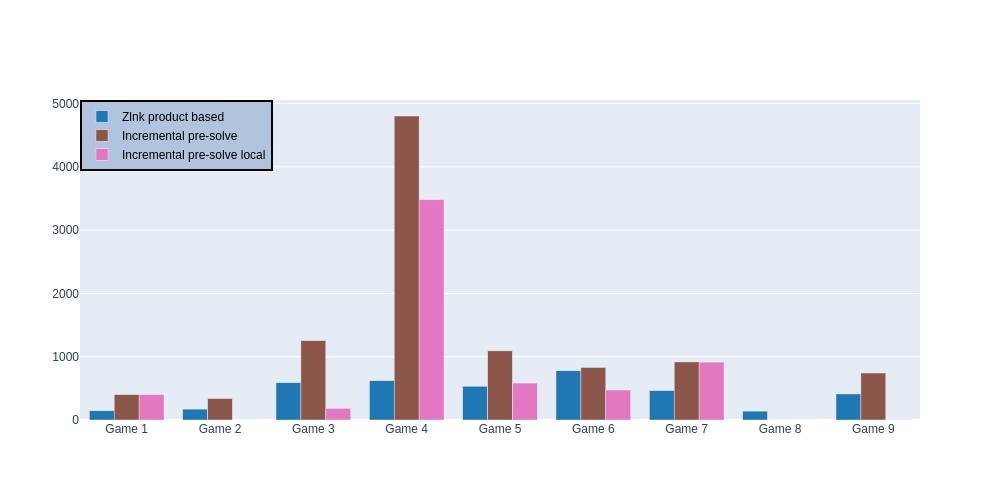 5000
4000
3000
2000
1000
0
Zlnk product based
Incremental pre-solve
Incremental pre-solve local
Game 1
Game 2
Game 3
Game 4
Game 5
Game 6
Game 7
Game 8
Game 9